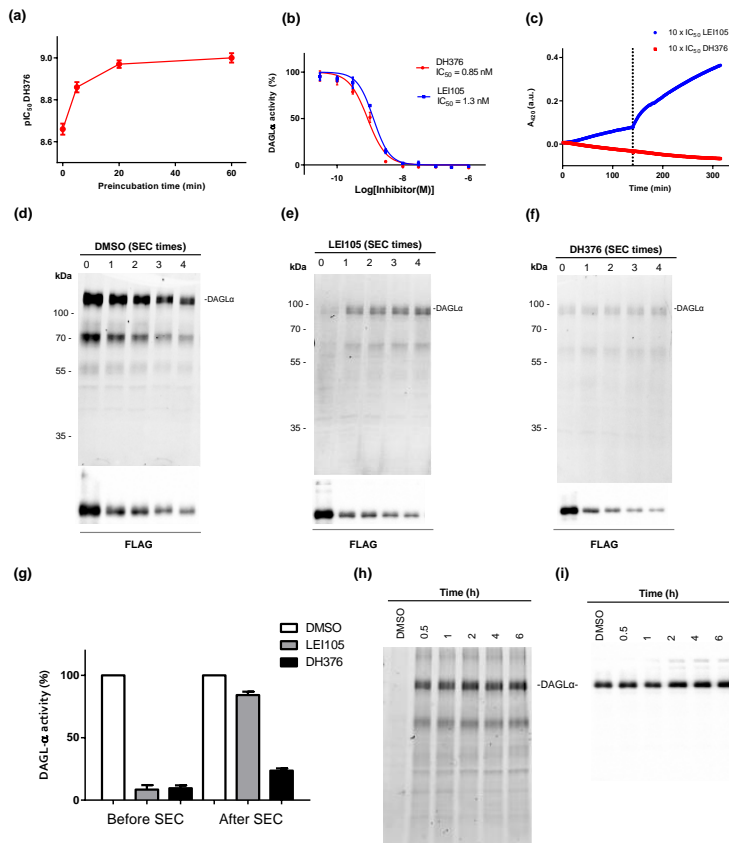 (a)
9.0
8.8
8.6
pIC50 DH376
0
20
40
60
Preincubation time (min)
(b)
100
50
0
DAGLα activity (%)
DH376
IC50 = 0.85 nM
LEI105
IC50 = 1.3 nM
-10
-8
-6
Log[Inhibitor(M)]
(c)
10 x IC50 LEI105
10 x IC50 DH376
0.4
0.2
0.0
A420 (a.u.)
0
100
200
300
Time (min)
(d)
DMSO (SEC times)
0 1 2 3 4
kDa
-DAGLα
100 -
70 -
55 -
35 -
FLAG
(e)
LEI105 (SEC times)
0 1 2 3 4
kDa
100 -
-DAGLα
70 -
55 -
35 -
FLAG
(f)
DH376 (SEC times)
0 1 2 3 4
kDa
100 -
-DAGLα
70 -
55 -
35 -
FLAG
(g)
DMSO
LEI105
DH376
100
50
0
DAGL-α activity (%)
Before SEC
After SEC
(h)
Time (h)
DMSO 0.5 1 2 4 6
-DAGLα-
(i)
Time (h)
DMSO 0.5 1 2 4 6